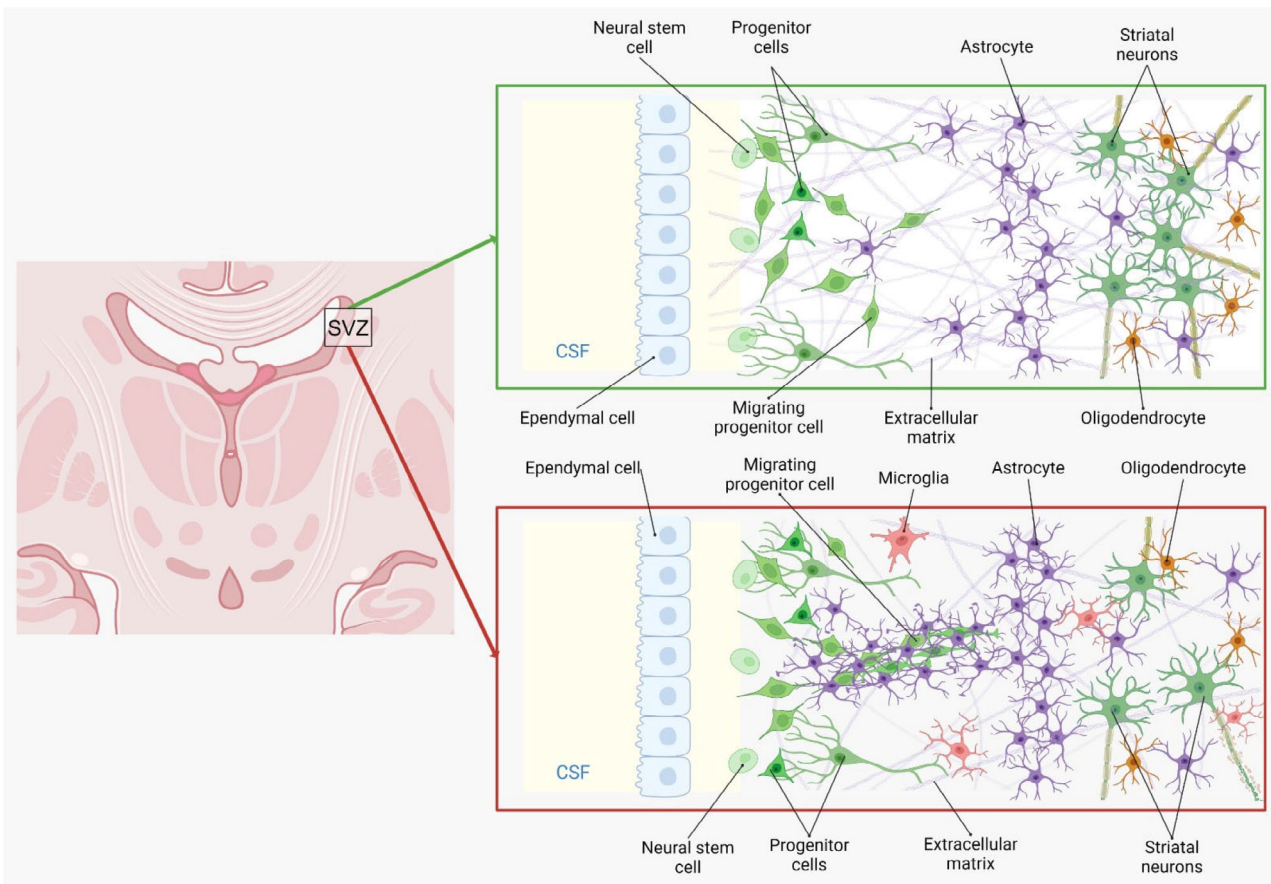 Neural stem
cell
Progenitor
cells
Astrocyte
Striatal
neurons
SVZ
CSF
Ependymal cell
Migrating
progenitor cell
Extracellular
matrix
Oligodendrocyte
Ependymal cell
Migrating
progenitor cell
Microglia
Astrocyte
Oligodendrocyte
CSF
Neural stem
cell
Progenitor
cells
Extracellular
matrix
Striatal
neurons